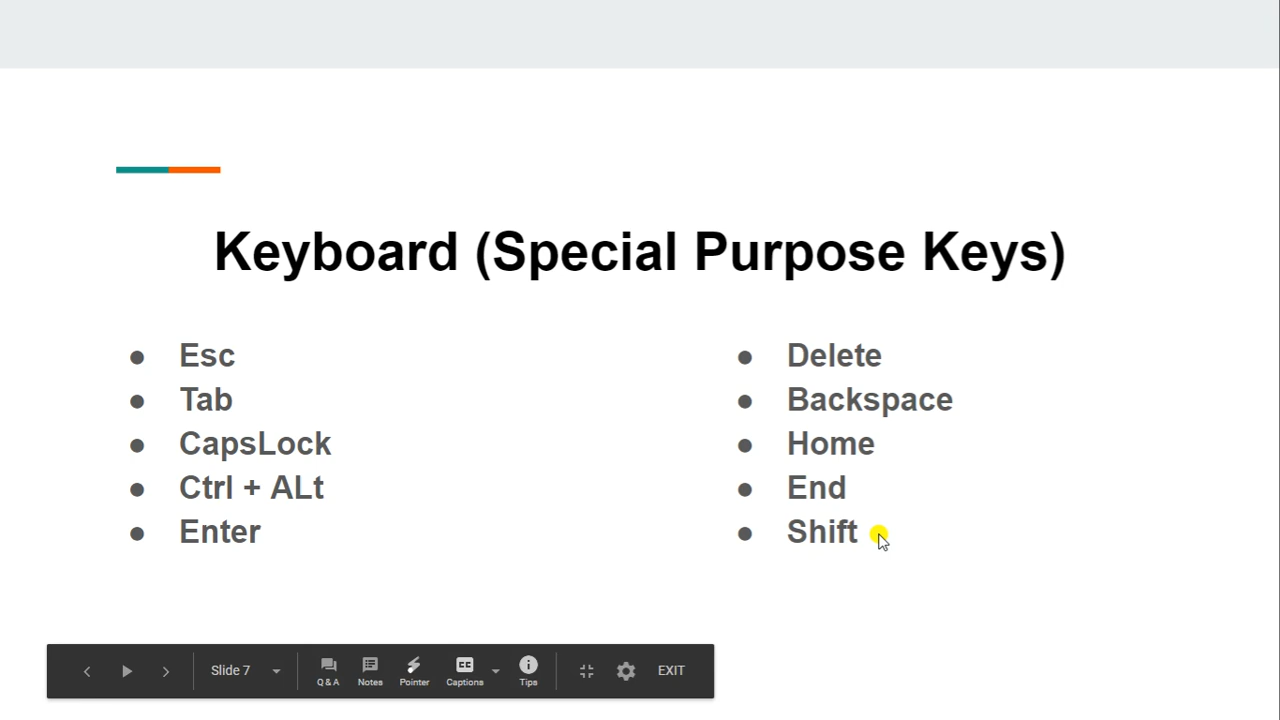 Keyboard (Special Purpose Keys)
● Esc
● Tab
● CapsLock
● Ctrl + ALt
● Enter
● Delete
● Backspace
● Home
● End
● Shift
Slide 7
Q & A
Notes
Pointer
CC
Captions
Tips
EXIT